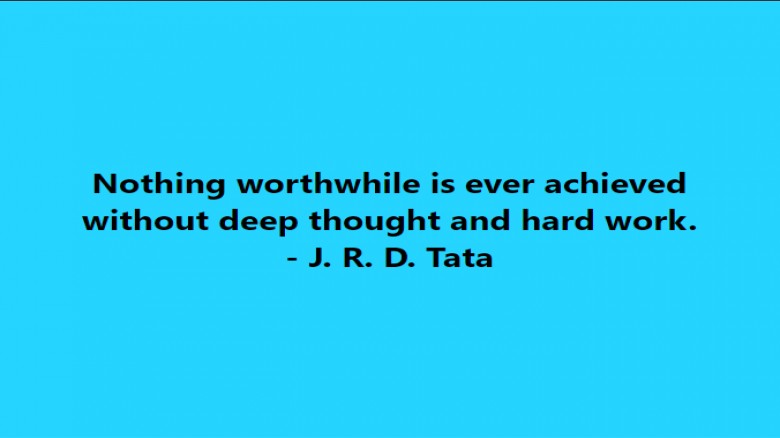 Nothing worthwhile is ever achieved
without deep thought and hard work.
- J. R. D. Tata